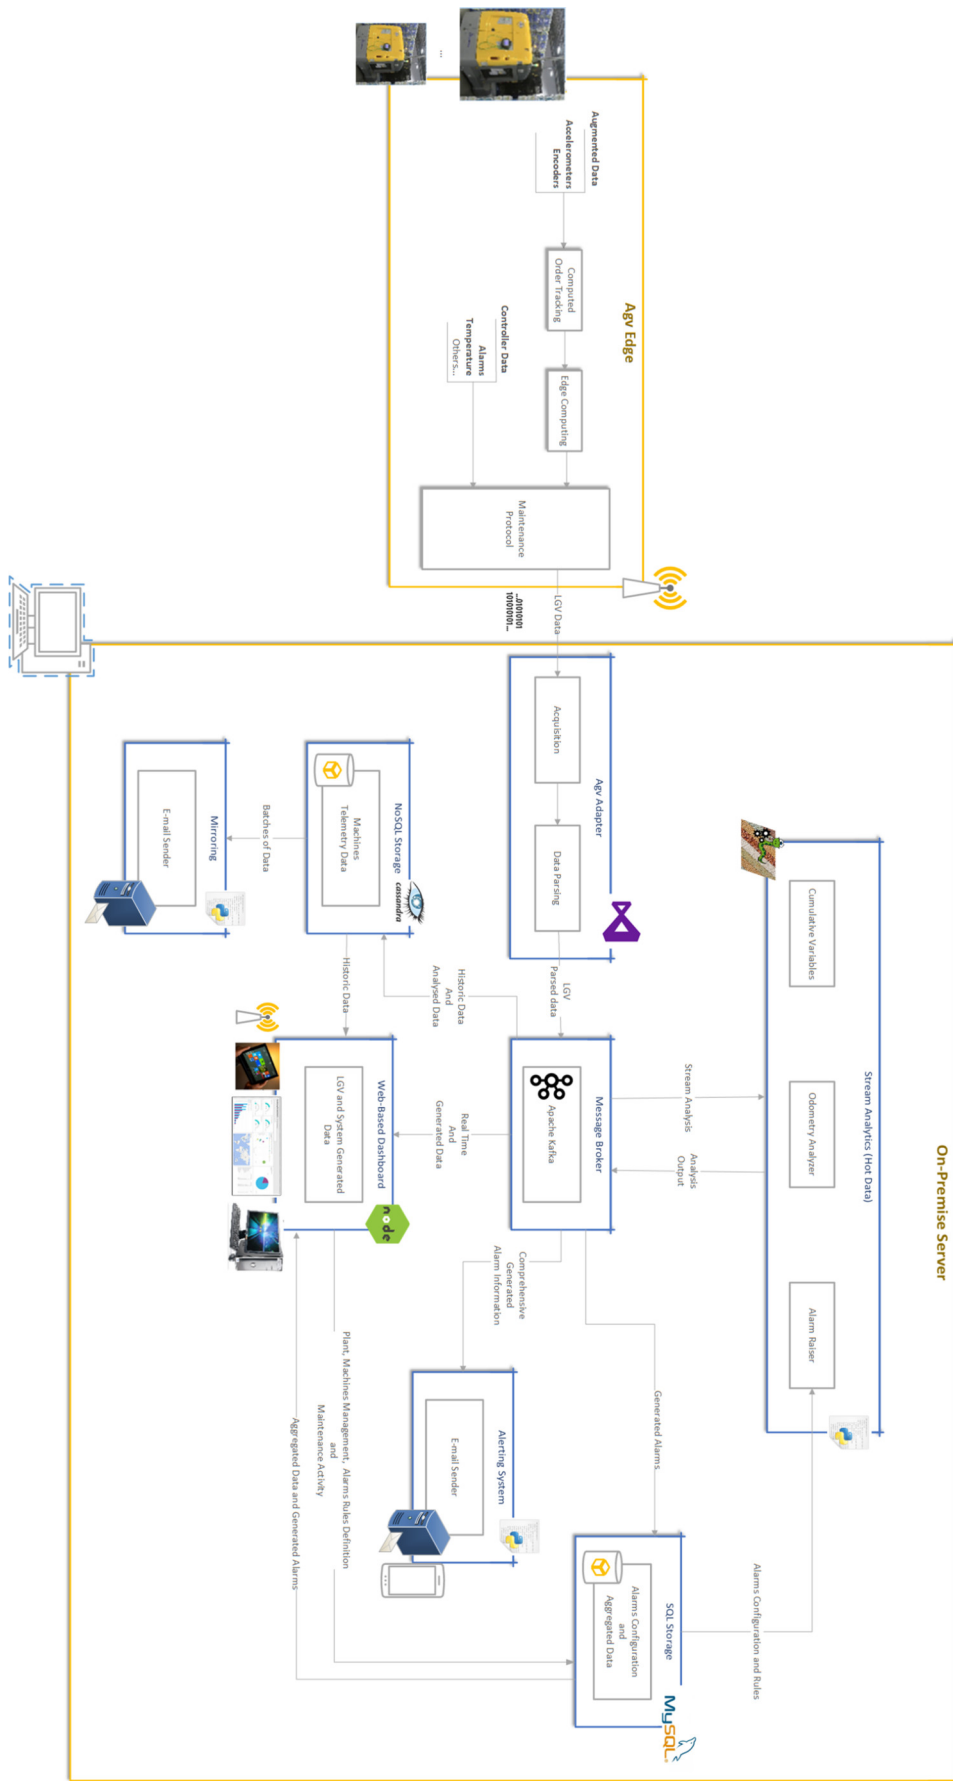 On-Premise Server
Agv Edge
Augmented Data
Accelerometers
Encoders
Computed
Order Tracking
Edge Computing
Controller Data
Alarms
Temperature
Others...
Maintenance
Protocol
LGV Data
...01010101
101010101...
Stream Analytics (Hot Data)
Cumulative Variables
Odometry Analyzer
Alarm Raiser
Stream Analysis
Analysis
Output
Alarms Configuration and Rules
Agv Adapter
Acquisition
Data Parsing
LGV
Parsed data
Message Broker
Apache Kafka
Generated Alarms
SQL Storage
Alarms Configuration
and
Aggregated Data
MySQL
Comprehensive
Generated
Alarm Information
Alerting System
E-mail Sender
Historic Data
And
Analysed Data
Real Time
And
Generated Data
NoSQL Storage
Machines
Telemetry Data
cassandra
Historic Data
Web-Based Dashboard
LGV and System Generated
Data
node
Plant, Machines Management, Alarms Rules Definition
and
Maintenance Activity
Aggregated Data and Generated Alarms
Batches of Data
Mirroring
E-mail Sender